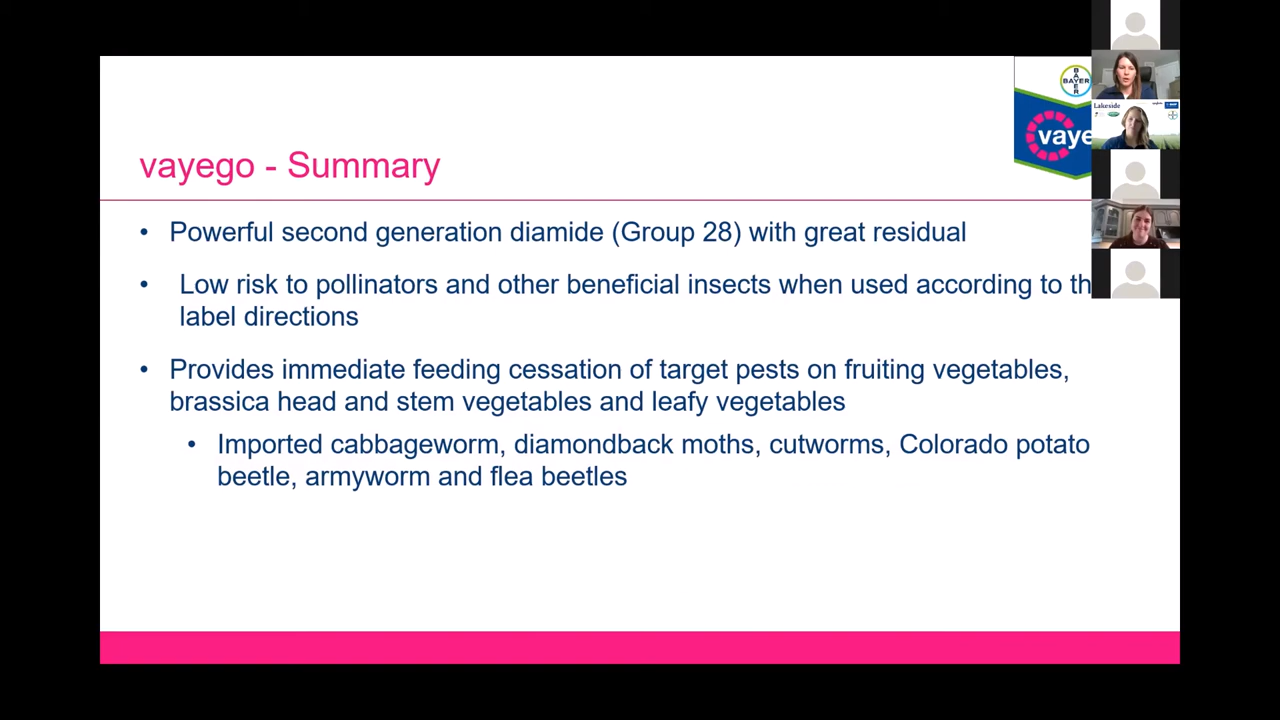 BAYER
BAYER
vaye
Lakeside
vayego - Summary
• Powerful second generation diamide (Group 28) with great residual
• Low risk to pollinators and other beneficial insects when used according to th
label directions
• Provides immediate feeding cessation of target pests on fruiting vegetables,
brassica head and stem vegetables and leafy vegetables
• Imported cabbageworm, diamondback moths, cutworms, Colorado potato
beetle, armyworm and flea beetles